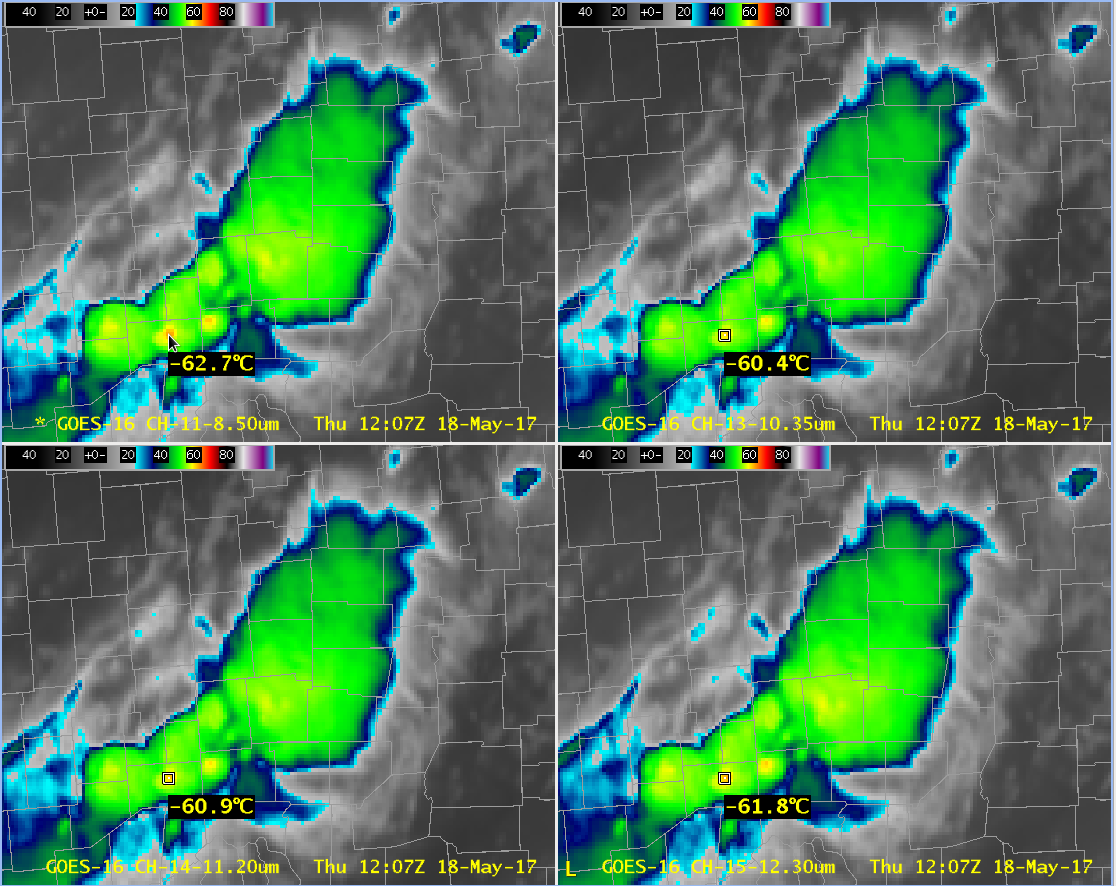 40 20 +0- 20 40 60 80 40 20 +0- 20 40 60 80
-62.7℃ -60.4℃
* GOES-16 CH-11-8.50um Thu 12:07Z 18-May-17 GOES-16 CH-13-10.35um Thu 12:07Z 18-May-17
40 20 +0- 20 40 60 80 40 20 +0- 20 40 60 80
-60.9℃ -61.8℃
GOES-16 CH-14-11.20um Thu 12:07Z 18-May-17 L GOES-16 CH-15-12.30um Thu 12:07Z 18-May-17